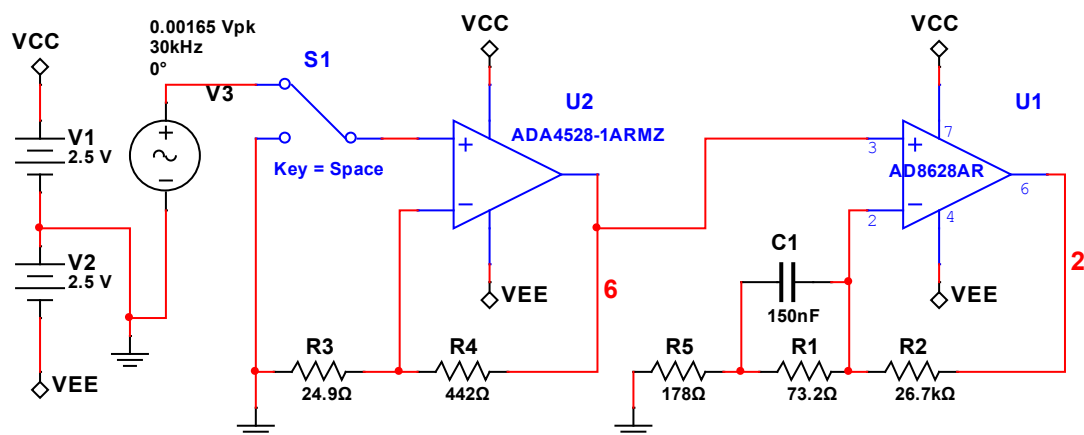 0.00165 Vpk
30kHz
0°
VCC
V3
S1
VCC
VCC
U2
U1
V1
2.5 V
ADA4528-1ARMZ
7
3
AD8628AR
6
Key = Space
2
4
V2
2.5 V
C1
150nF
2
VEE
6
VEE
VEE
R3
24.9Ω
R4
442Ω
R5
178Ω
R1
73.2Ω
R2
26.7kΩ